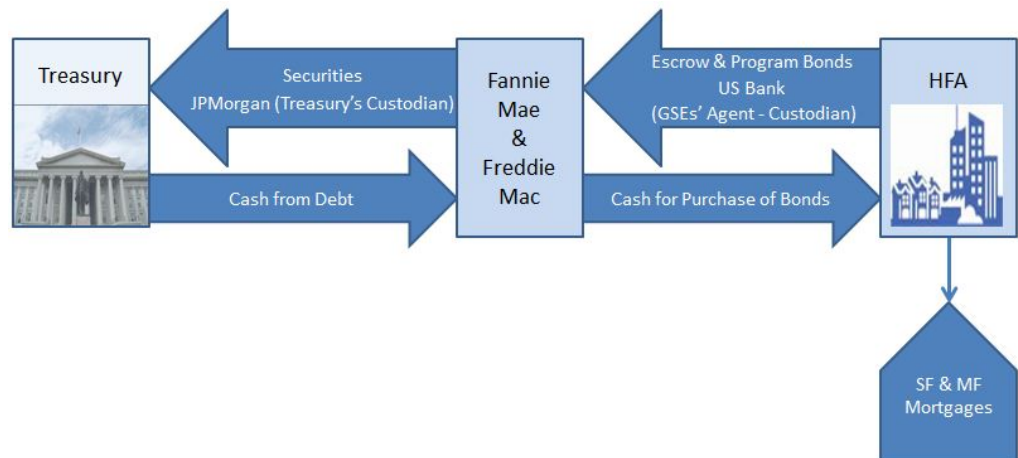 Treasury
Securities
JPMorgan (Treasury’s Custodian)
Cash from Debt
Fannie
Mae
&
Freddie
Mac
Escrow & Program Bonds
US Bank
(GSEs’ Agent - Custodian)
Cash for Purchase of Bonds
HFA
SF & MF
Mortgages